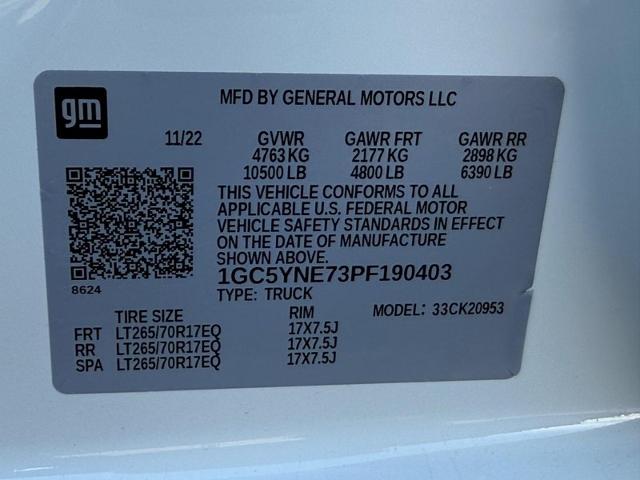 gm
MFD BY GENERAL MOTORS LLC
11/22 GVWR GAWR FRT GAWR RR
4763 KG 2177 KG 2898 KG
10500 LB 4800 LB 6390 LB
THIS VEHICLE CONFORMS TO ALL
APPLICABLE U.S. FEDERAL MOTOR
VEHICLE SAFETY STANDARDS IN EFFECT
ON THE DATE OF MANUFACTURE
SHOWN ABOVE.
8624
1GC5YNE73PF190403
TYPE: TRUCK MODEL: 33CK20953
TIRE SIZE RIM
FRT LT265/70R17EQ 17X7.5J
RR LT265/70R17EQ 17X7.5J
SPA LT265/70R17EQ 17X7.5J